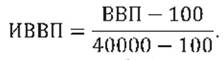 ИВВП = (ВВП − 100) / (40000 − 100).